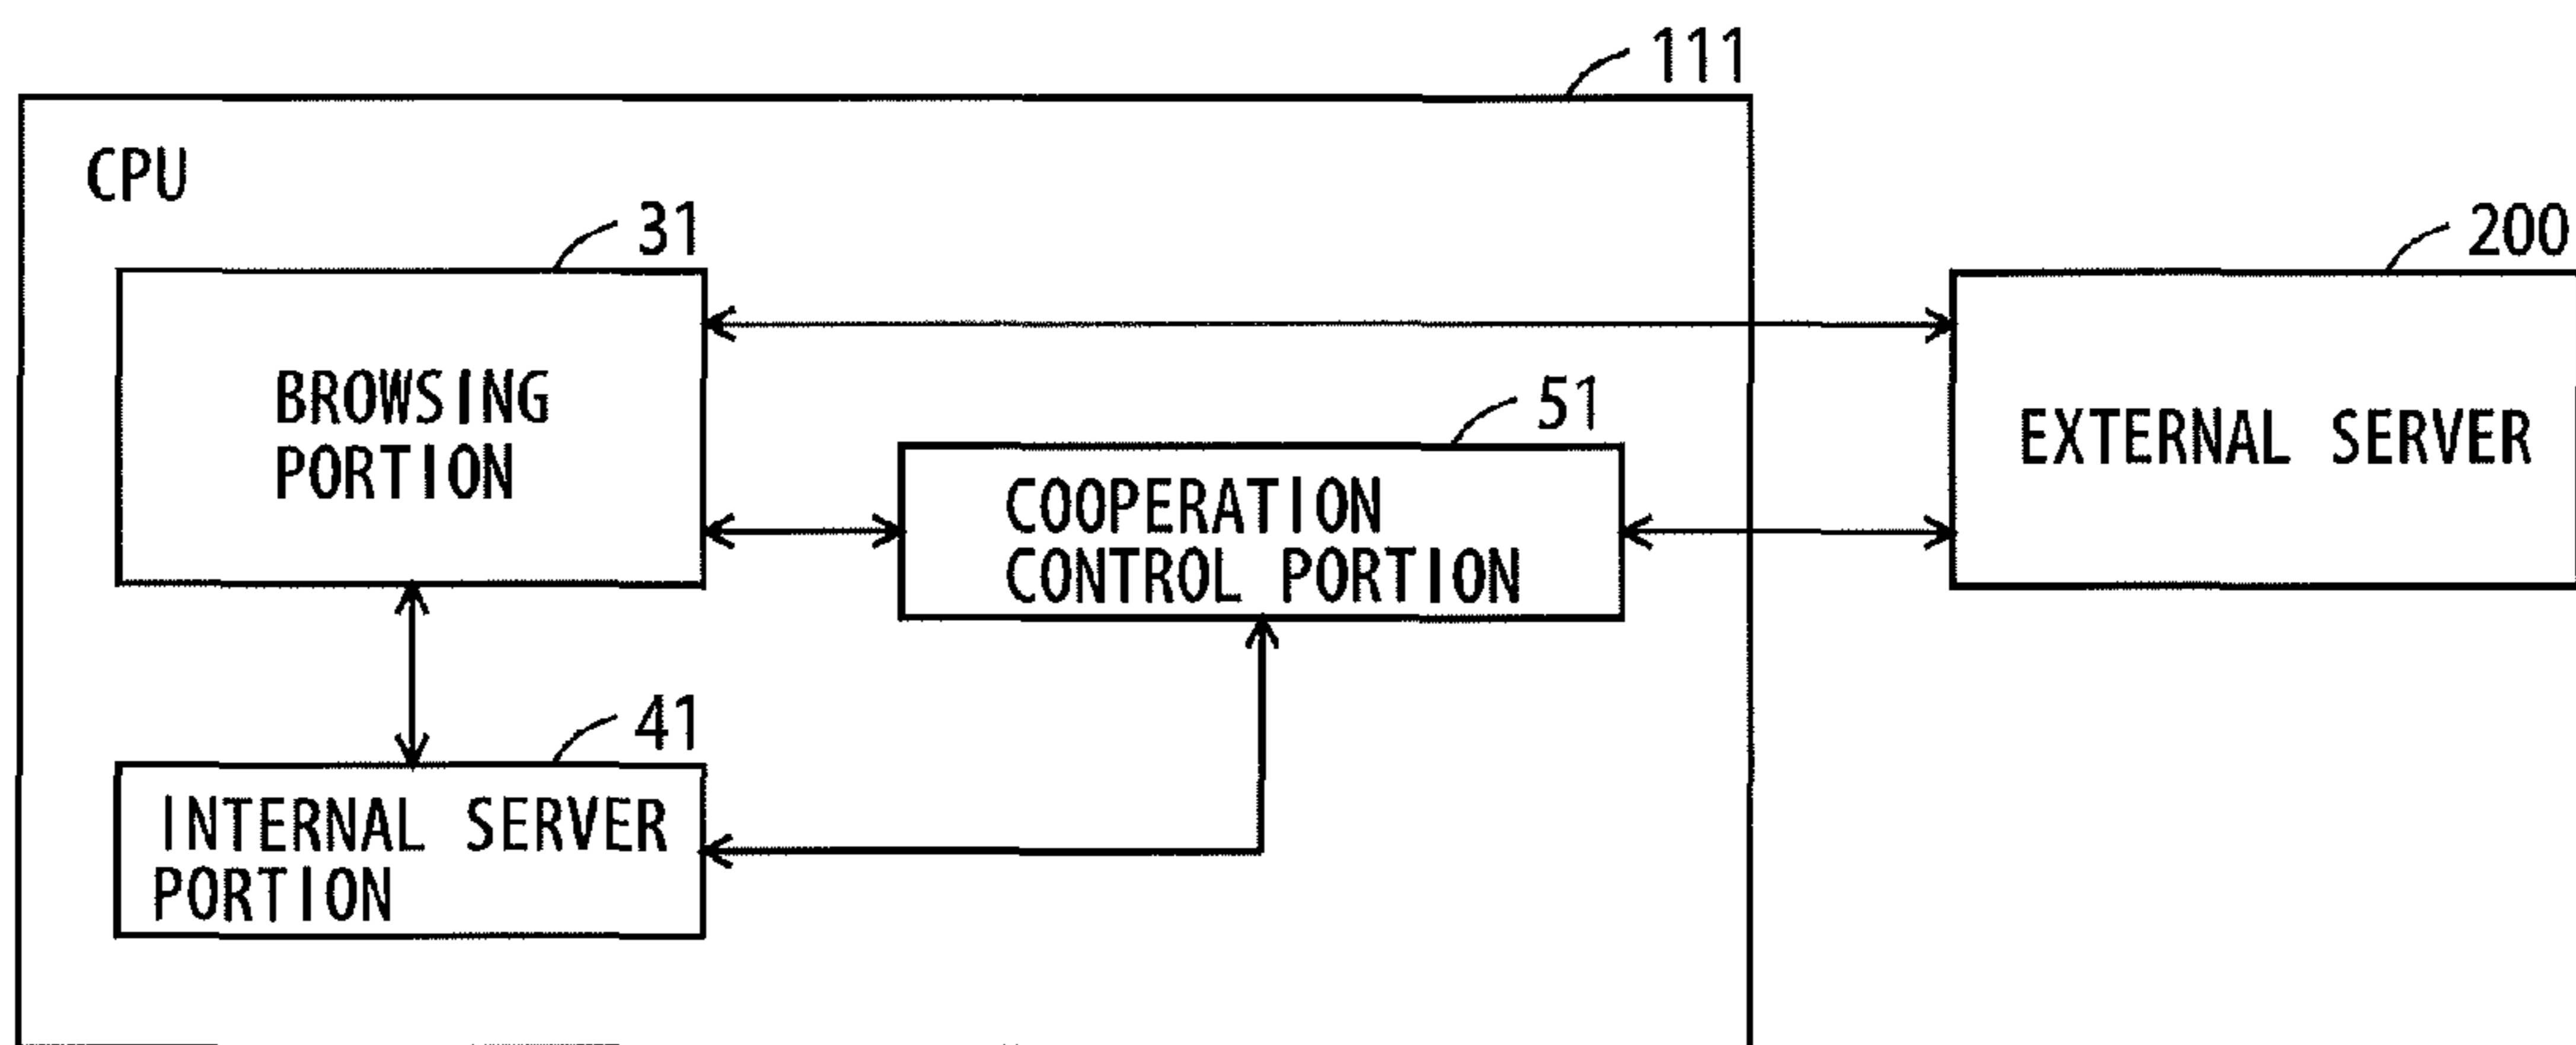 111
CPU
31
200
BROWSING
PORTION
51
EXTERNAL SERVER
COOPERATION
CONTROL PORTION
41
INTERNAL SERVER
PORTION